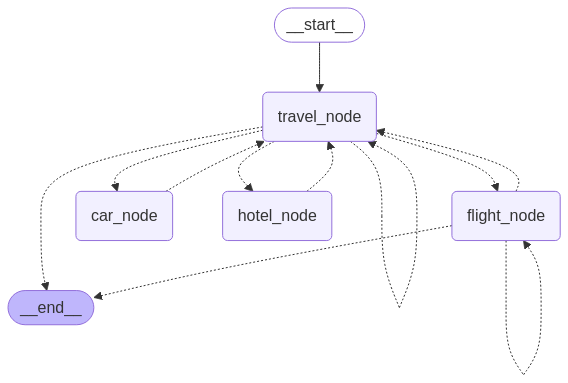 __start__
travel_node
car_node
hotel_node
flight_node
__end__